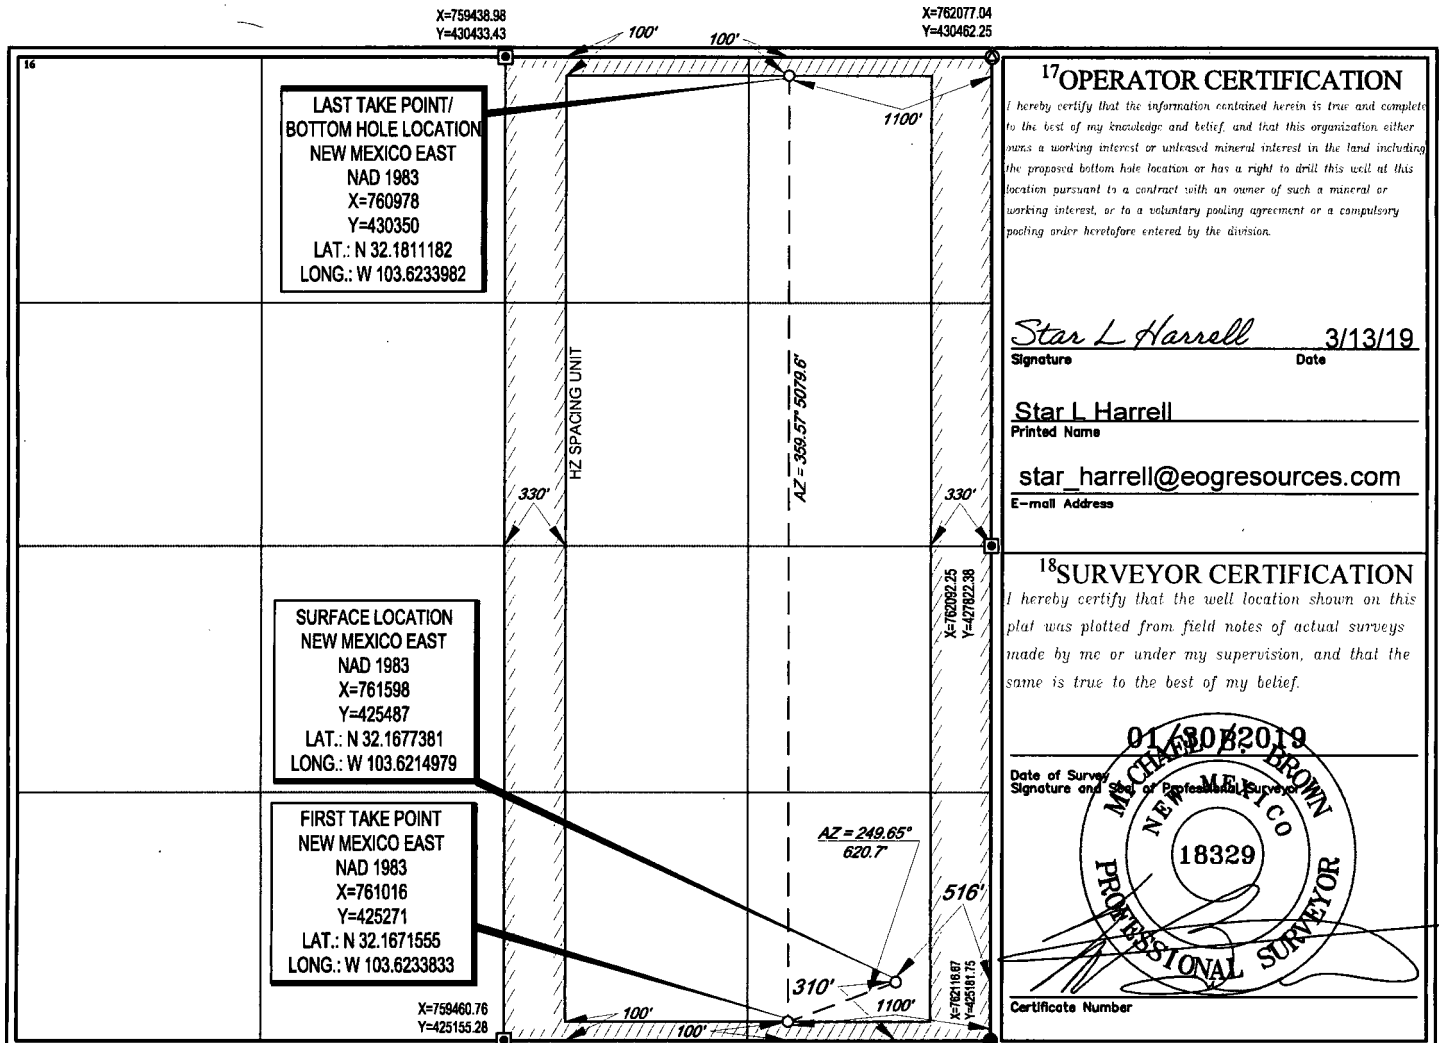 X=759438.98
Y=430433.43
X=762077.04
Y=430462.25
100'
100'
16
LAST TAKE POINT/
BOTTOM HOLE LOCATION
NEW MEXICO EAST
NAD 1983
X=760978
Y=430350
LAT.: N 32.1811182
LONG.: W 103.6233982
1100'
HZ SPACING UNIT
AZ = 359.57° 5079.6'
330'
330'
X=762092.25
Y=427822.38
SURFACE LOCATION
NEW MEXICO EAST
NAD 1983
X=761598
Y=425487
LAT.: N 32.1677381
LONG.: W 103.6214979
FIRST TAKE POINT
NEW MEXICO EAST
NAD 1983
X=761016
Y=425271
LAT.: N 32.1671555
LONG.: W 103.6233833
AZ = 249.65°
620.7'
516'
310'
1100'
X=762116.67
Y=425181.75
X=759460.76
Y=425155.28
100'
100'
17OPERATOR CERTIFICATION
I hereby certify that the information contained herein is true and complete
to the best of my knowledge and belief, and that this organization either
owns a working interest or unleased mineral interest in the land including
the proposed bottom hole location or has a right to drill this well at this
location pursuant to a contract with an owner of such a mineral or
working interest, or to a voluntary pooling agreement or a compulsory
pooling order heretofore entered by the division.
Star L Harrell 3/13/19
Signature Date
Star L Harrell
Printed Name
star_harrell@eogresources.com
E-mail Address
18SURVEYOR CERTIFICATION
I hereby certify that the well location shown on this
plat was plotted from field notes of actual surveys
made by me or under my supervision, and that the
same is true to the best of my belief.
01/30/2019
Date of Survey
Signature and Seal of Professional Surveyor
MICHAEL B. BROWN
NEW MEXICO
18329
PROFESSIONAL SURVEYOR
Certificate Number